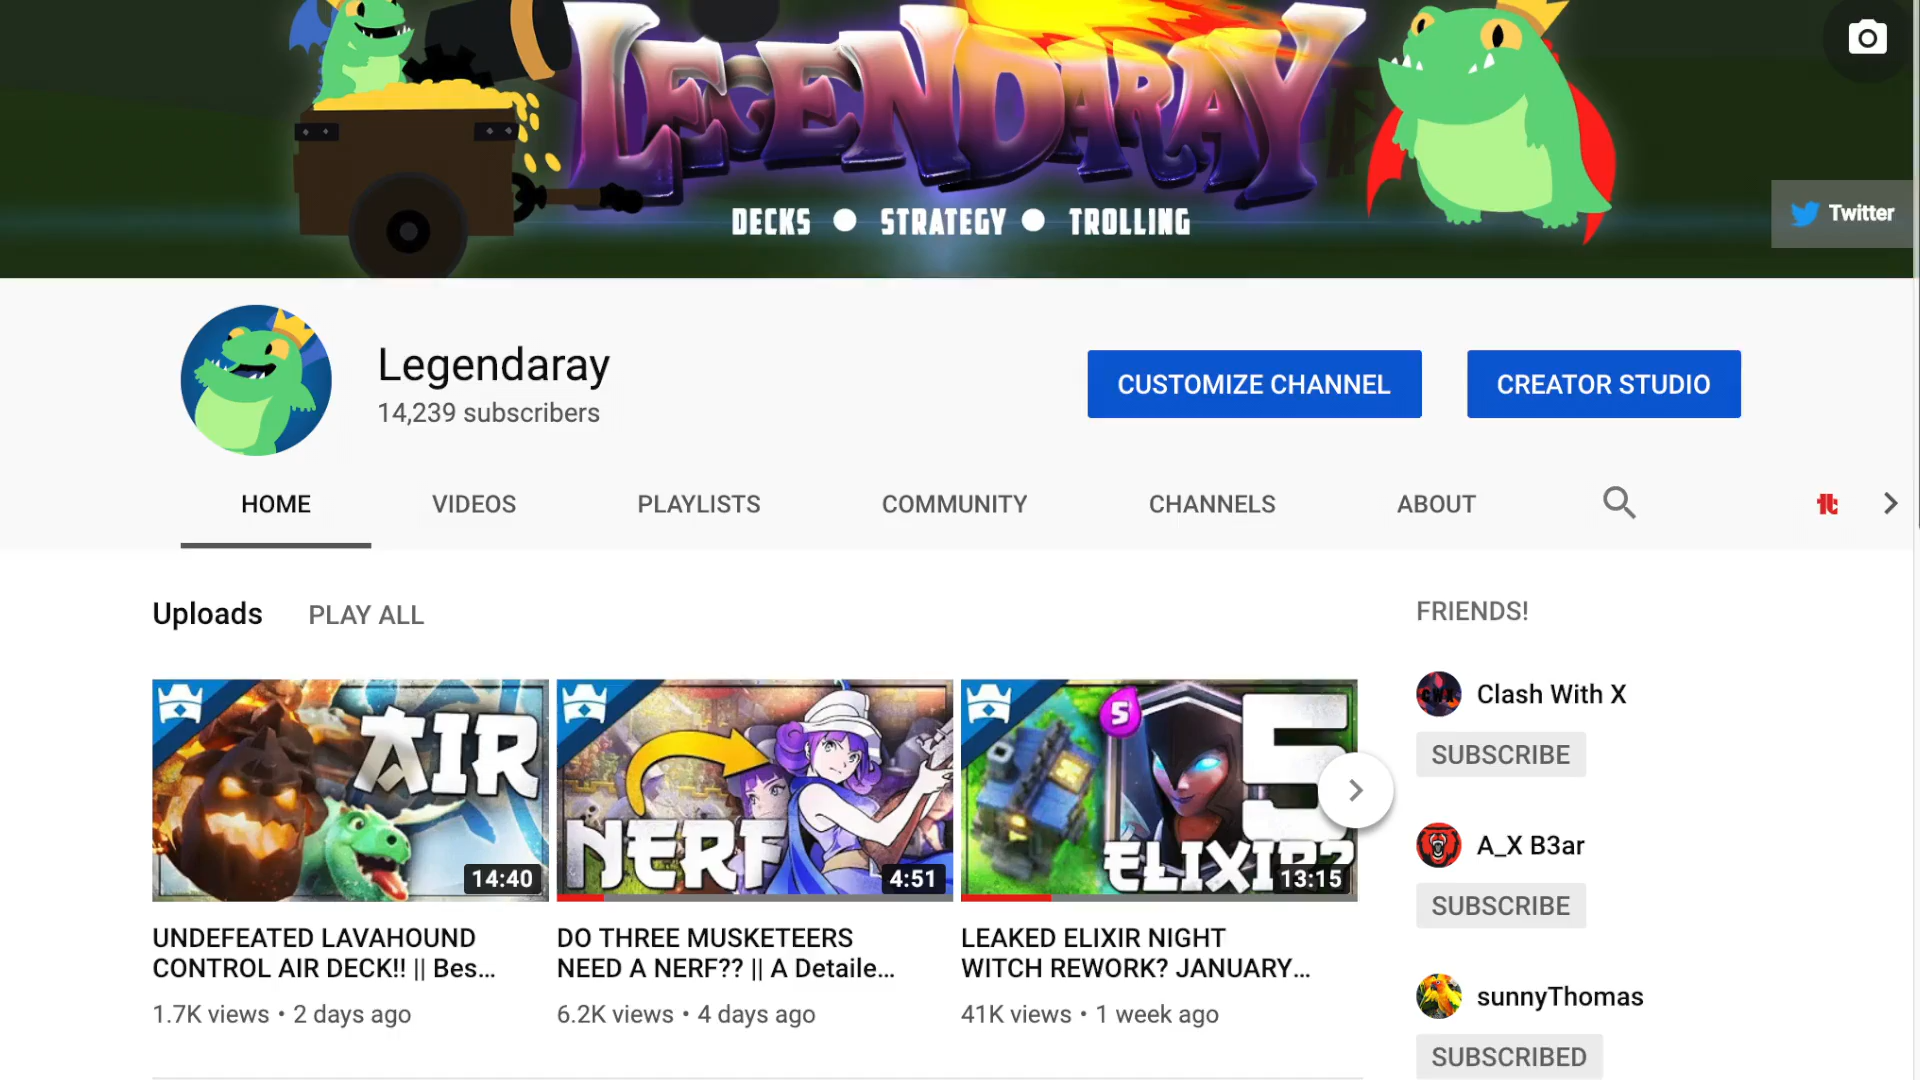 LEGENDARAY
DECKS ● STRATEGY ● TROLLING
Twitter
Legendaray
14,239 subscribers
CUSTOMIZE CHANNEL
CREATOR STUDIO
HOME
VIDEOS
PLAYLISTS
COMMUNITY
CHANNELS
ABOUT
Uploads
PLAY ALL
AIR
14:40
NERF
4:51
5
5
ELIXIR?
13:15
UNDEFEATED LAVAHOUND
CONTROL AIR DECK!! || Bes...
1.7K views • 2 days ago
DO THREE MUSKETEERS
NEED A NERF?? || A Detaile...
6.2K views • 4 days ago
LEAKED ELIXIR NIGHT
WITCH REWORK? JANUARY...
41K views • 1 week ago
FRIENDS!
CWX
Clash With X
SUBSCRIBE
A_X B3ar
SUBSCRIBE
sunnyThomas
SUBSCRIBED